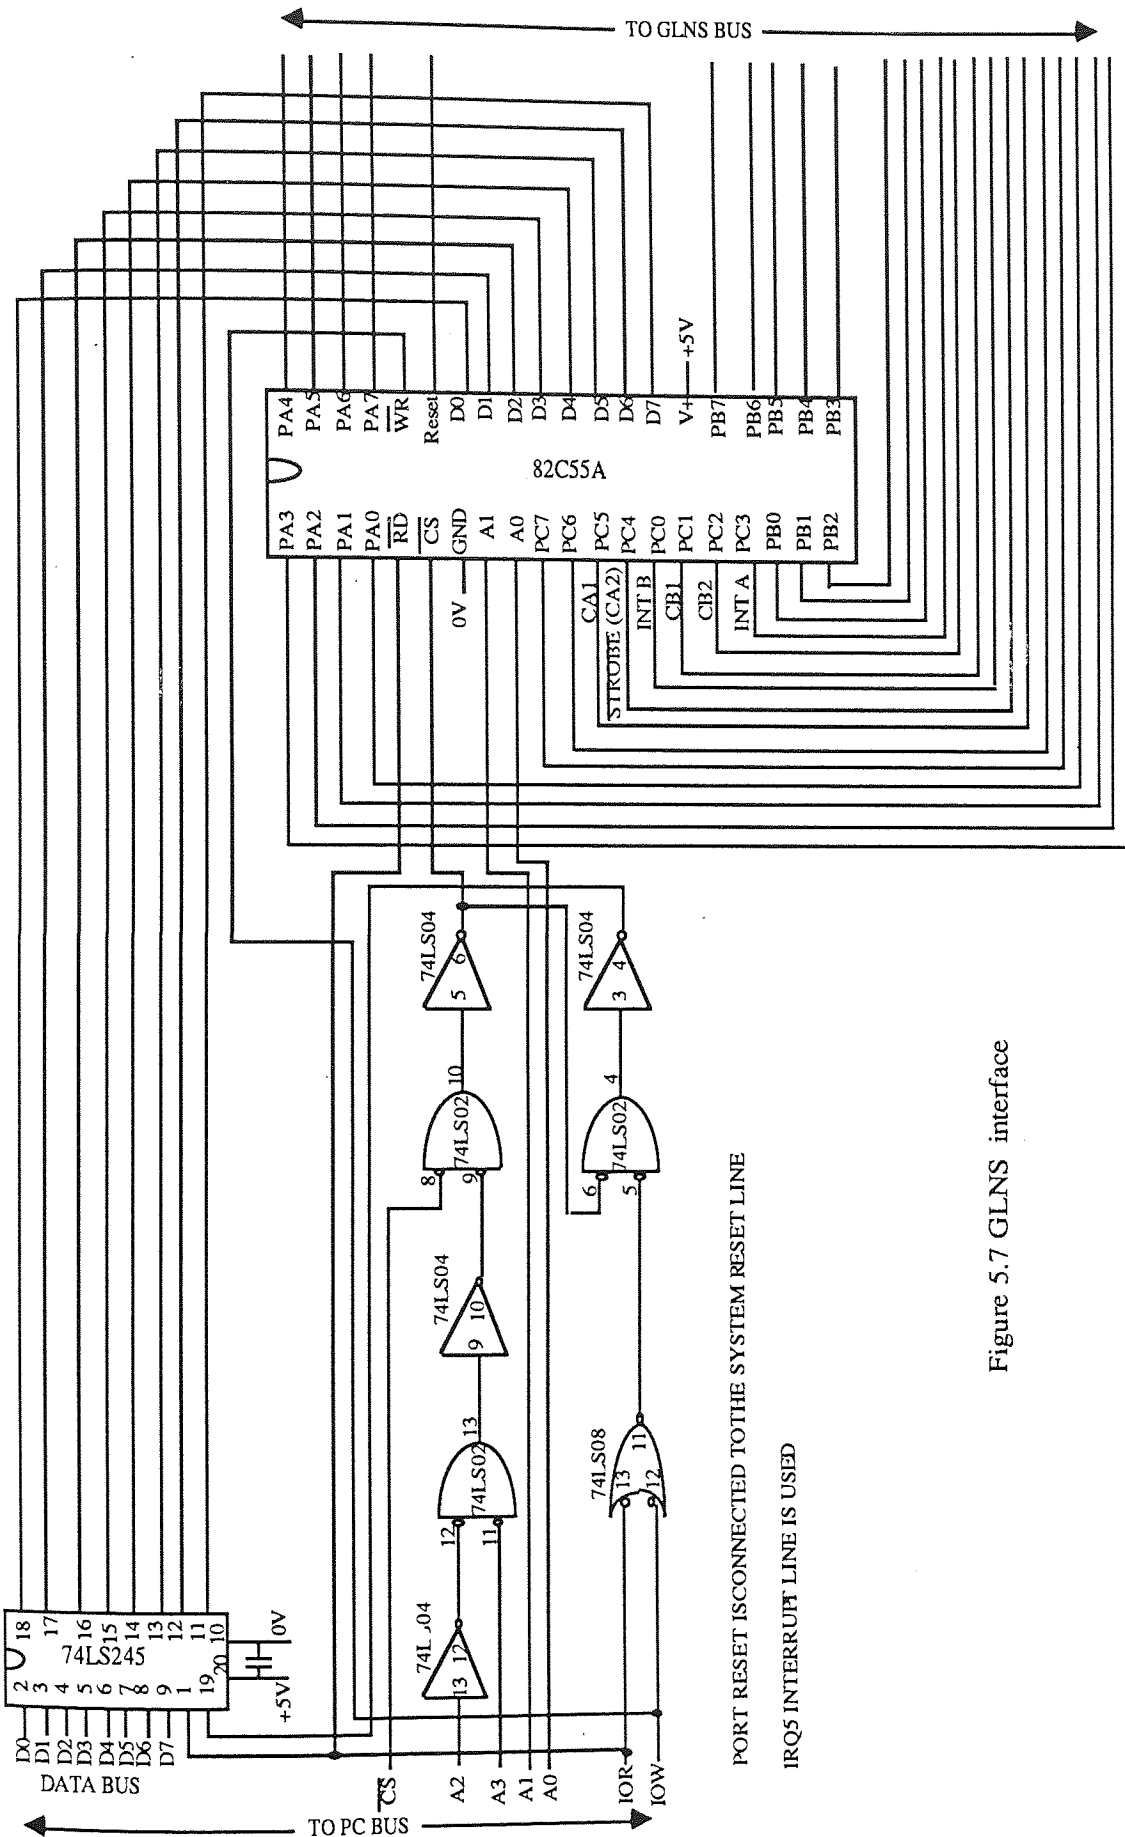 TO GLNS BUS
PA4
PA5
PA6
PA7
WR
Reset
D0
D1
D2
D3
D4
D5
D6
D7
V+
+5V
PB7
PB6
PB5
PB4
PB3
82C55A
PA3
PA2
PA1
PA0
RD
CS
GND
A1
A0
PC7
PC6
PC5
PC4
PC0
PC1
PC2
PC3
PB0
PB1
PB2
0V
CA1
STROBE (CA2)
INT B
CB1
CB2
INT A
74LS04
5
6
74LS04
3
4
10
74LS02
8
9
4
74LS02
6
5
74LS04
9
10
13
74LS02
12
11
74LS08
13
12
11
74L 04
13
12
18
17
16
15
14
13
12
11
10
74LS245
2
3
4
5
6
7
8
9
1
19
20
0V
+5V
D0
D1
D2
D3
D4
D5
D6
D7
DATA BUS
CS
A2
A3
A1
A0
IOR
IOW
TO PC BUS
PORT RESET ISCONNECTED TOTHE SYSTEM RESET LINE
IRQ5 INTERRUPT LINE IS USED
Figure 5.7 GLNS interface